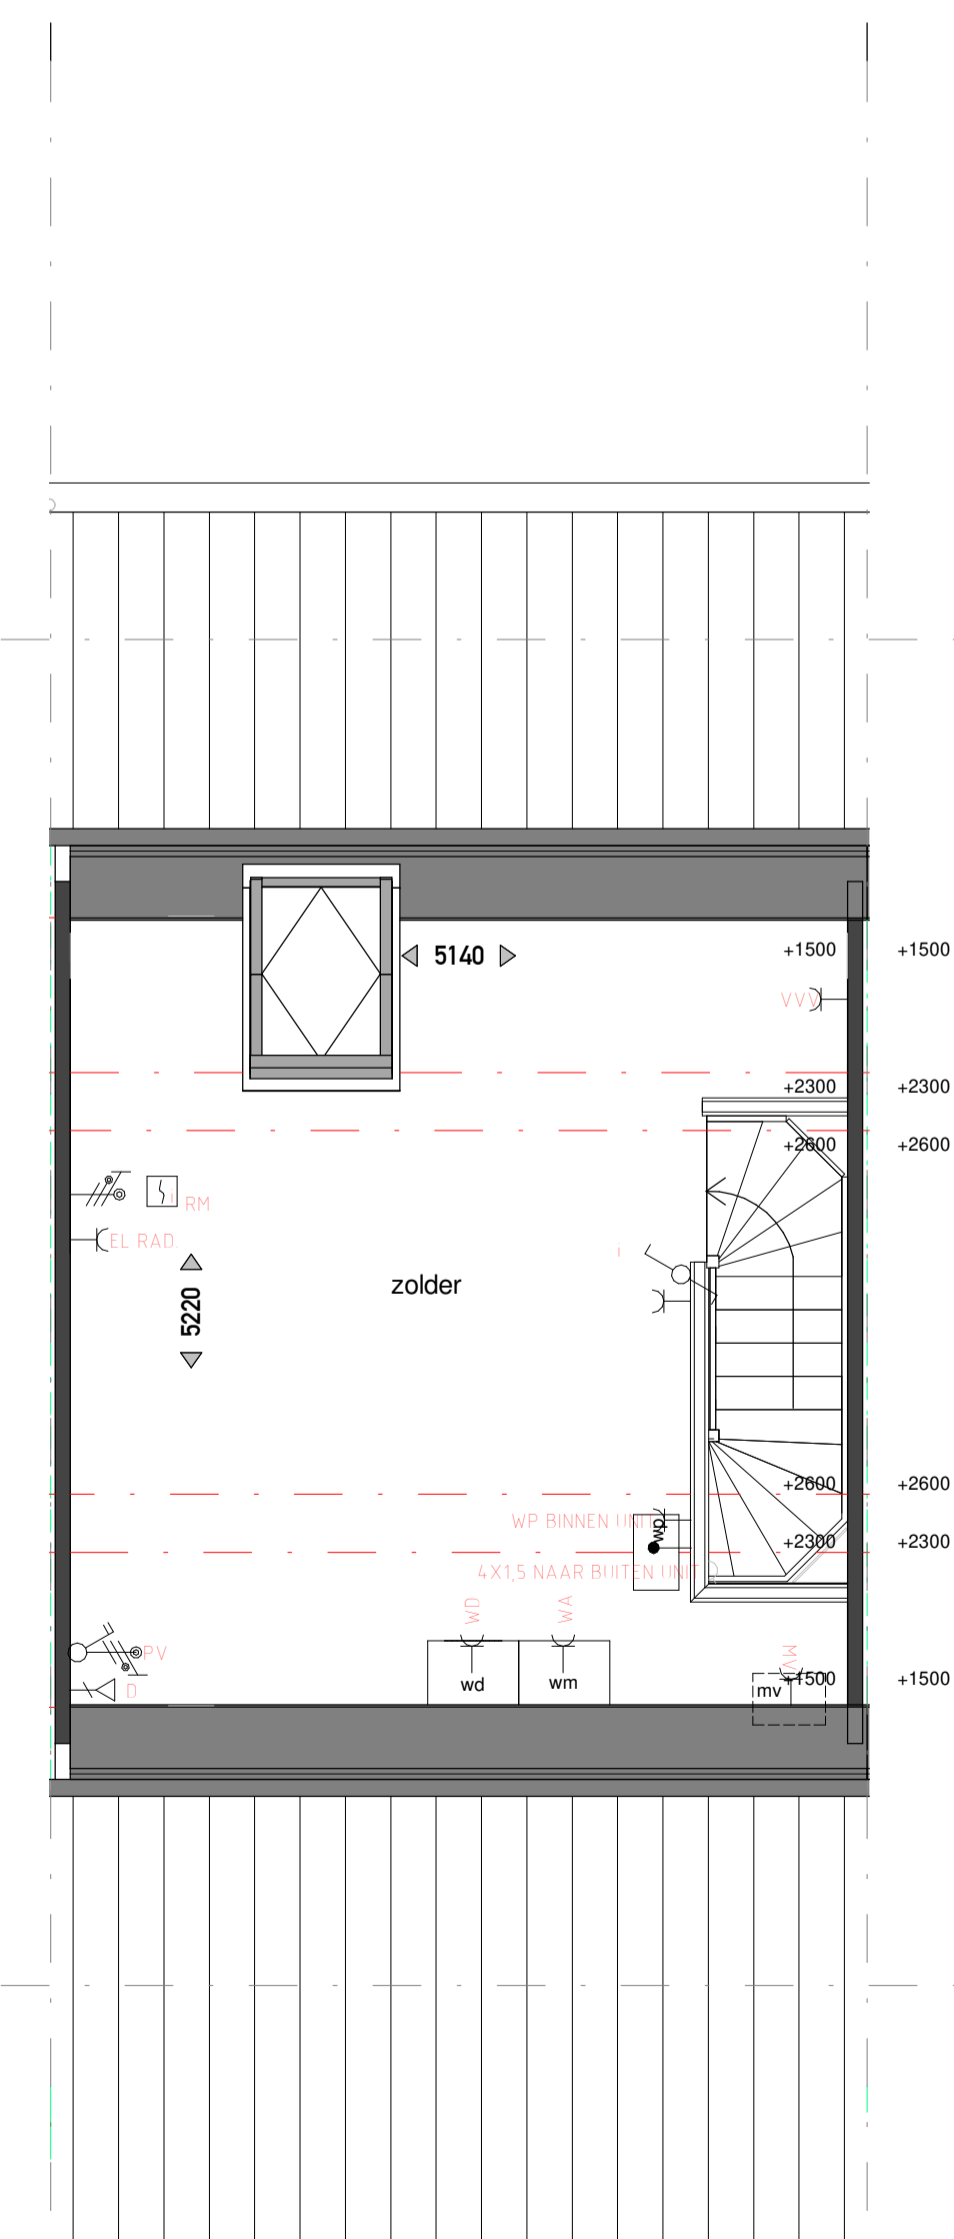 5140
+1500 +1500
VVV
+2300 +2300
+2600 +2600
RM
EL RAD.
5220
zolder
+2600 +2600
WP BINNEN UNIT
wp
+2300 +2300
4X1,5 NAAR BUITEN UNIT
WD
WA
PV
MV
D
wd
wm
mv
+1500 +1500